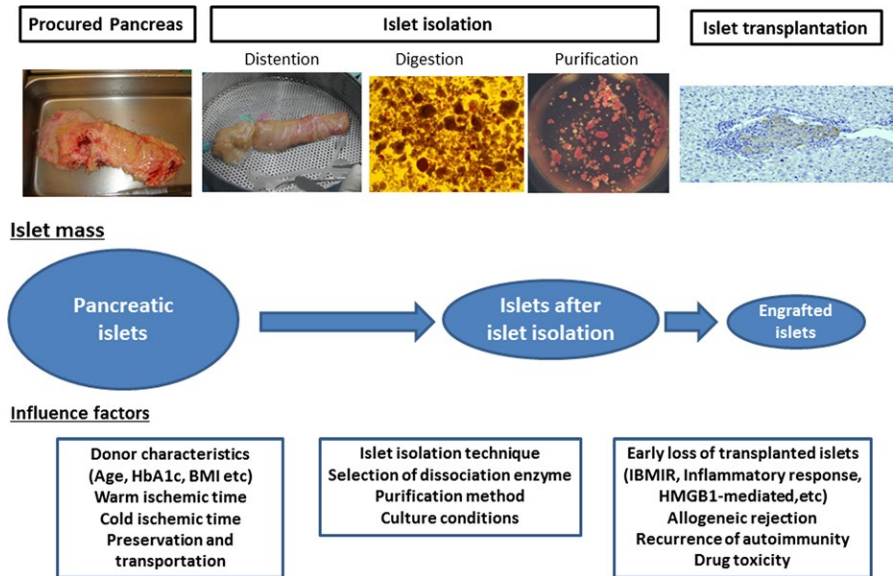 Procured Pancreas
Islet isolation
Islet transplantation
Distention
Digestion
Purification
Islet mass
Pancreatic
islets
Islets after
islet isolation
Engrafted
islets
Influence factors
Donor characteristics
(Age, HbA1c, BMI etc)
Warm ischemic time
Cold ischemic time
Preservation and
transportation
Islet isolation technique
Selection of dissociation enzyme
Purification method
Culture conditions
Early loss of transplanted islets
(IBMIR, Inflammatory response,
HMGB1-mediated,etc)
Allogeneic rejection
Recurrence of autoimmunity
Drug toxicity